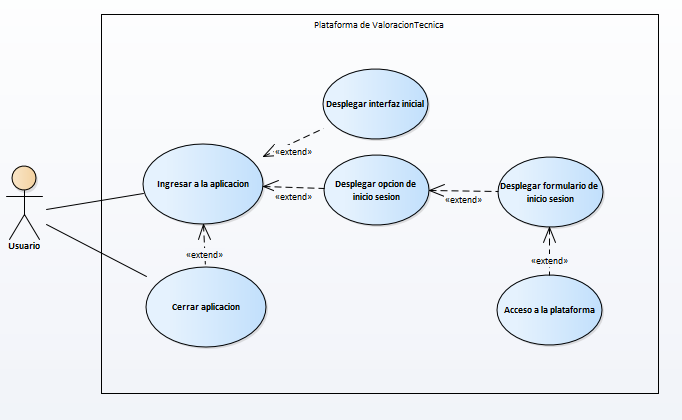 Plataforma de ValoracionTecnica
Desplegar interfaz inicial
«extend»
Ingresar a la aplicacion
Desplegar opcion de
inicio sesion
Desplegar formulario de
inicio sesion
«extend»
«extend»
Usuario
«extend»
«extend»
Cerrar aplicacion
Acceso a la plataforma